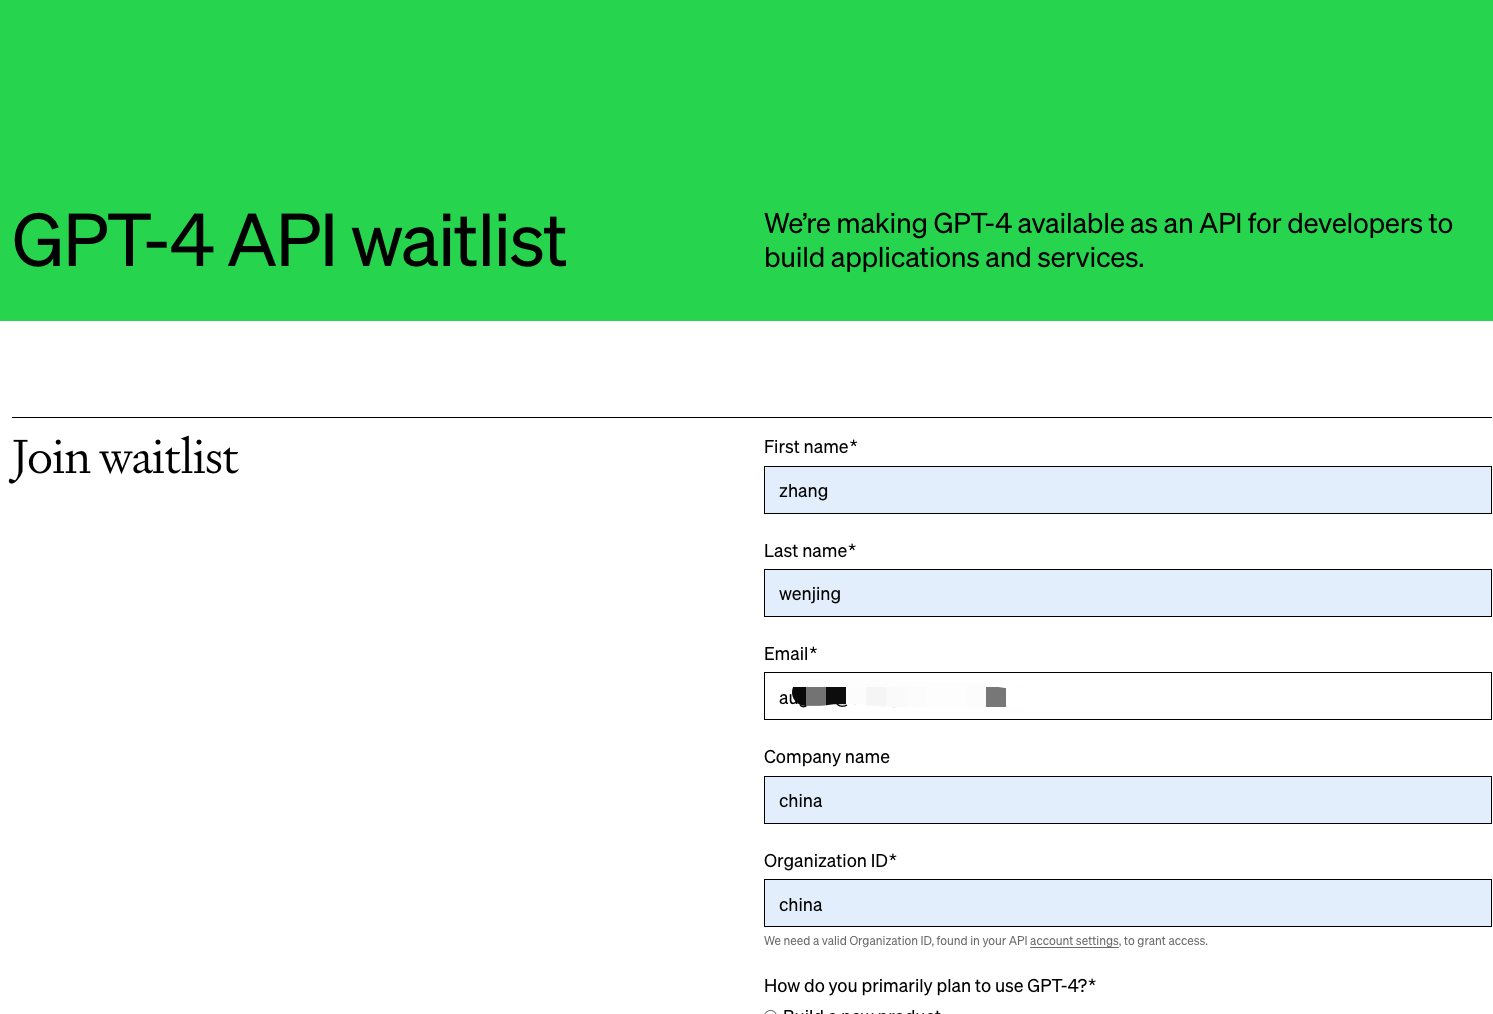 GPT-4 API waitlist
We're making GPT-4 available as an API for developers to
build applications and services.
Join waitlist
First name*
zhang
Last name*
wenjing
Email*
Company name
china
Organization ID*
china
We need a valid Organization ID, found in your API account settings, to grant access.
How do you primarily plan to use GPT-4?*
Build a new product